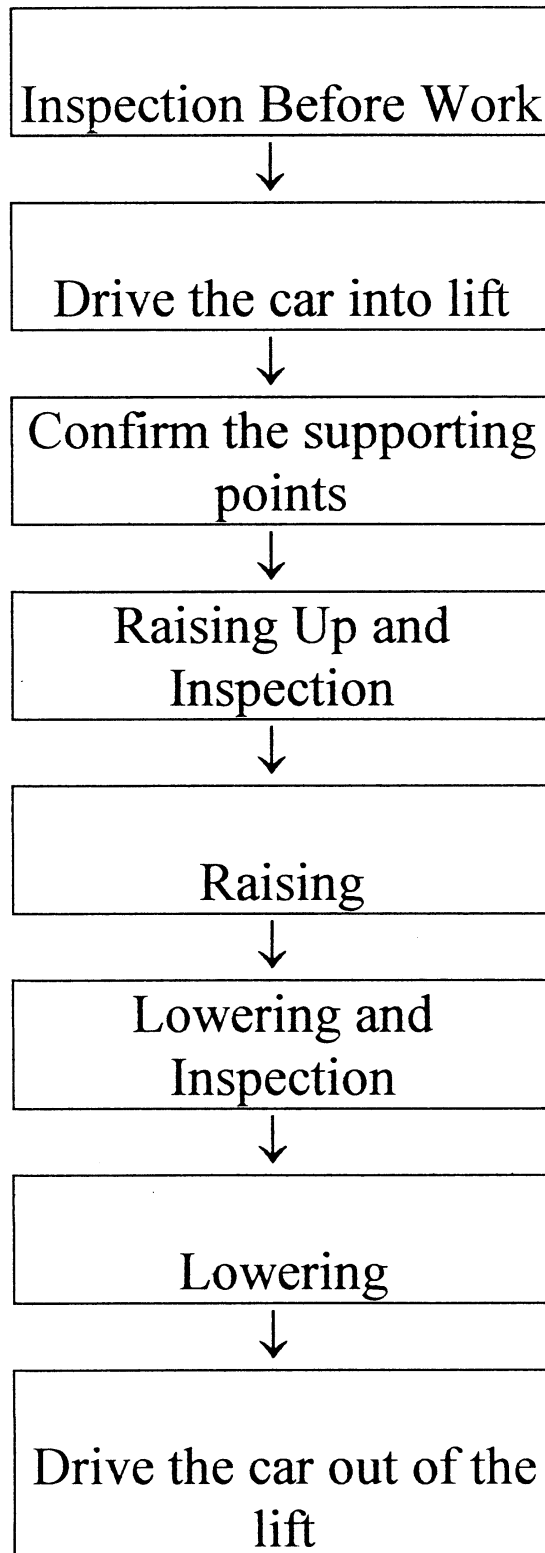 Inspection Before Work
Drive the car into lift
Confirm the supporting
points
Raising Up and
Inspection
Raising
Lowering and
Inspection
Lowering
Drive the car out of the
lift